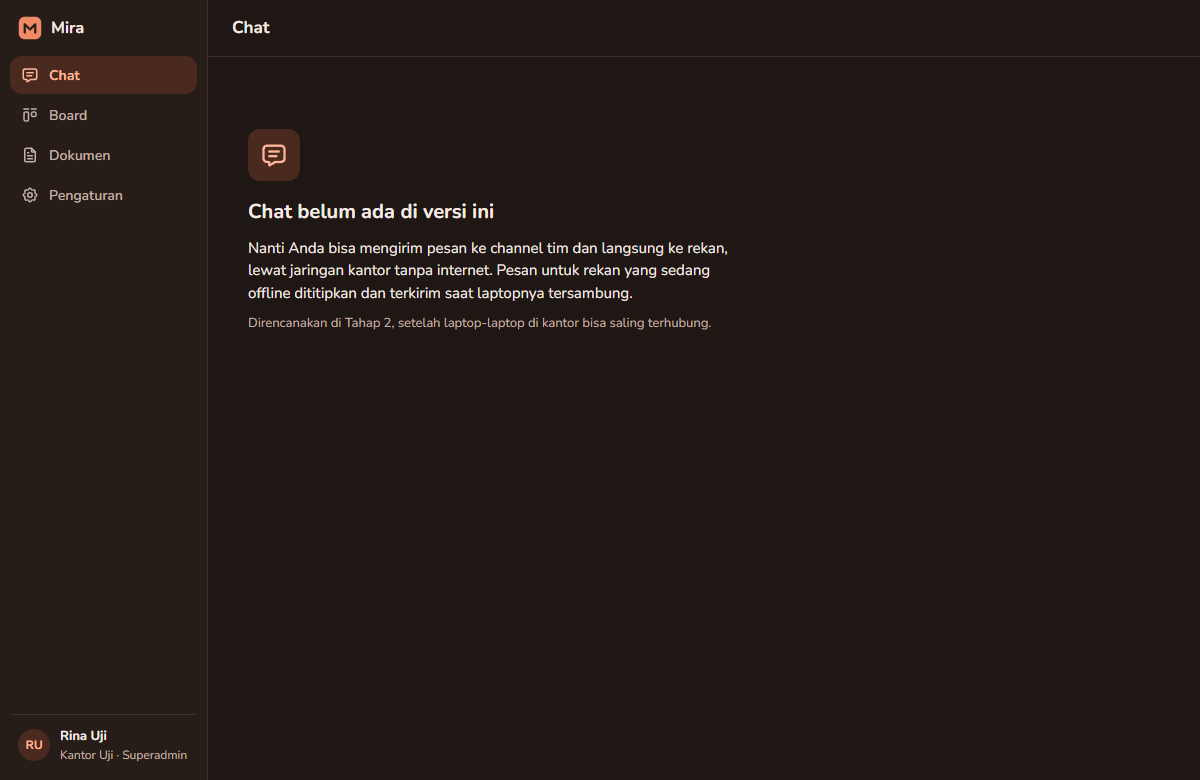 Mira
Chat
Board
Dokumen
Pengaturan
Chat
Chat belum ada di versi ini
Nanti Anda bisa mengirim pesan ke channel tim dan langsung ke rekan,
lewat jaringan kantor tanpa internet. Pesan untuk rekan yang sedang
offline dititipkan dan terkirim saat laptopnya tersambung.
Direncanakan di Tahap 2, setelah laptop-laptop di kantor bisa saling terhubung.
RU
Rina Uji
Kantor Uji · Superadmin